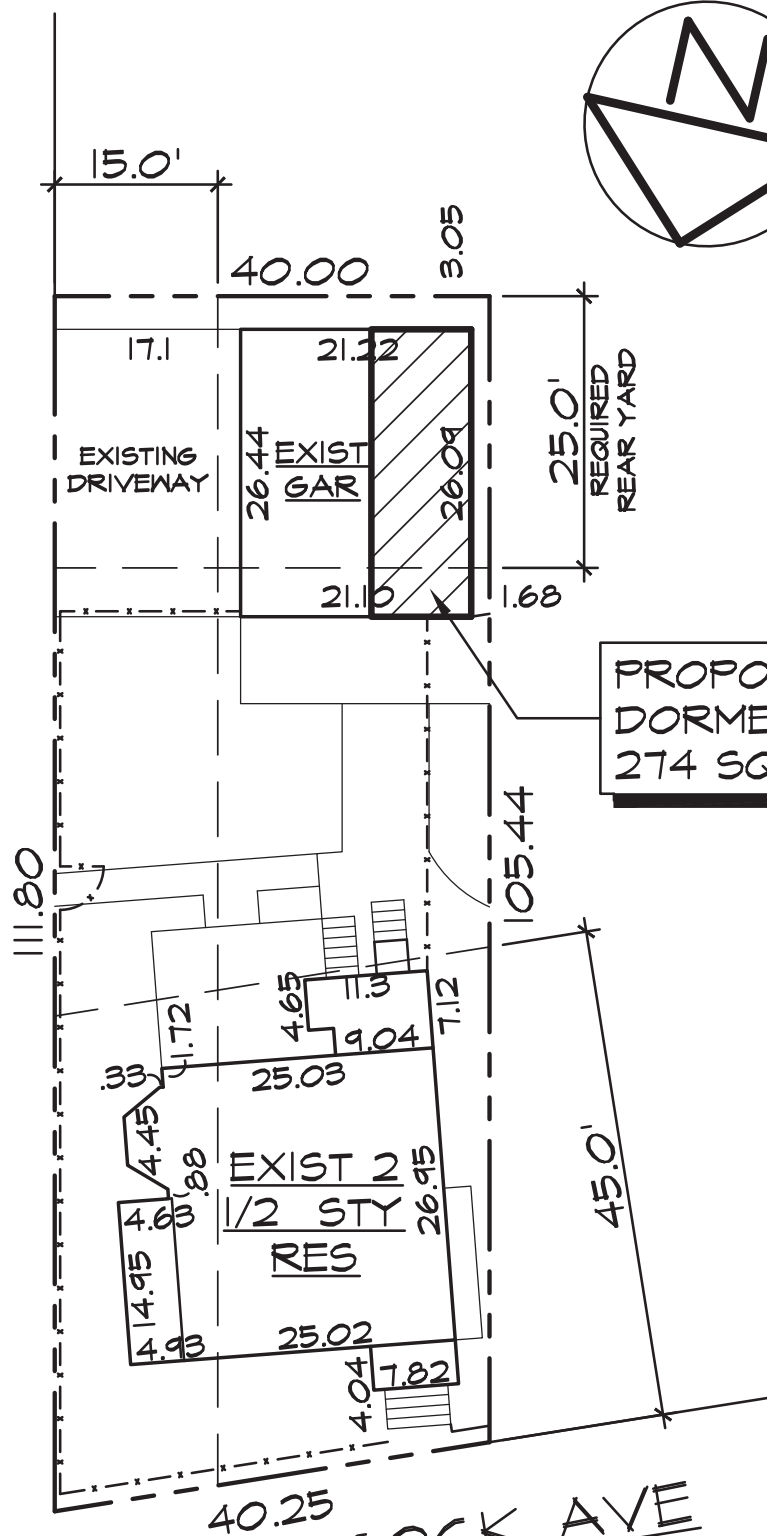 N
15.0'
40.00
3.05
17.1
21.22
EXISTING
DRIVEWAY
26.44
EXIST
GAR
26.09
25.0'
REQUIRED
REAR YARD
21.10
1.68
PROPO
DORME
274 SQ
111.80
105.44
4.65
11.3
7.12
1.72
9.04
.33
25.03
4.45
.88
EXIST 2
1/2 STY
RES
26.95
45.0'
4.63
14.95
4.93
25.02
4.04
7.82
40.25
OCK AVE